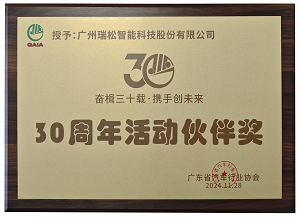 GAIA
授予:广州瑞松智能科技股份有限公司
30
奋楫三十载·携手创未来
30周年活动伙伴奖
广东省汽车行业协会
2024.11.28